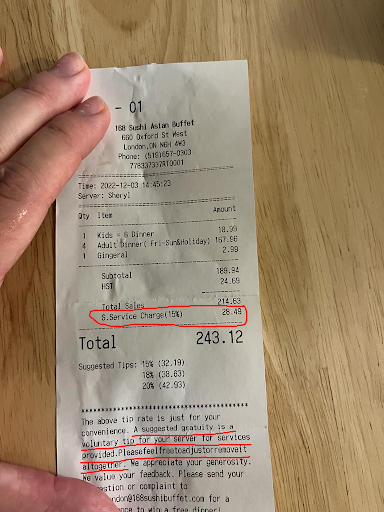 - 01
168 Sushi Asian Buffet
660 Oxford St West
London,ON N6H 4W3
Phone: (519)657-0303
778337337RT0001
Time: 2022-12-03 14:45:23
Server: Sheryl
Qty Item Amount
1 Kids = 6 Dinner 18.99
4 Adult Dinner( Fri-Sun&Holiday) 167.96
1 Gingeral 2.99
Subtotal 189.94
HST 24.69
Total Sales 214.63
S.Service Charge(15%) 28.49
Total 243.12
Suggested Tips: 15% (32.19)
18% (38.63)
20% (42.93)
The above tip rate is just for your
convenience. A suggested gratuity is a
voluntary tip for your server for services
provided.Pleasefeelfreetoadjustorremoveit
altogether. We appreciate your generosity.
We value your feedback. Please send your
estion or complaint to
ondon@168sushibuffet.com for a
ance to win a free dinner!